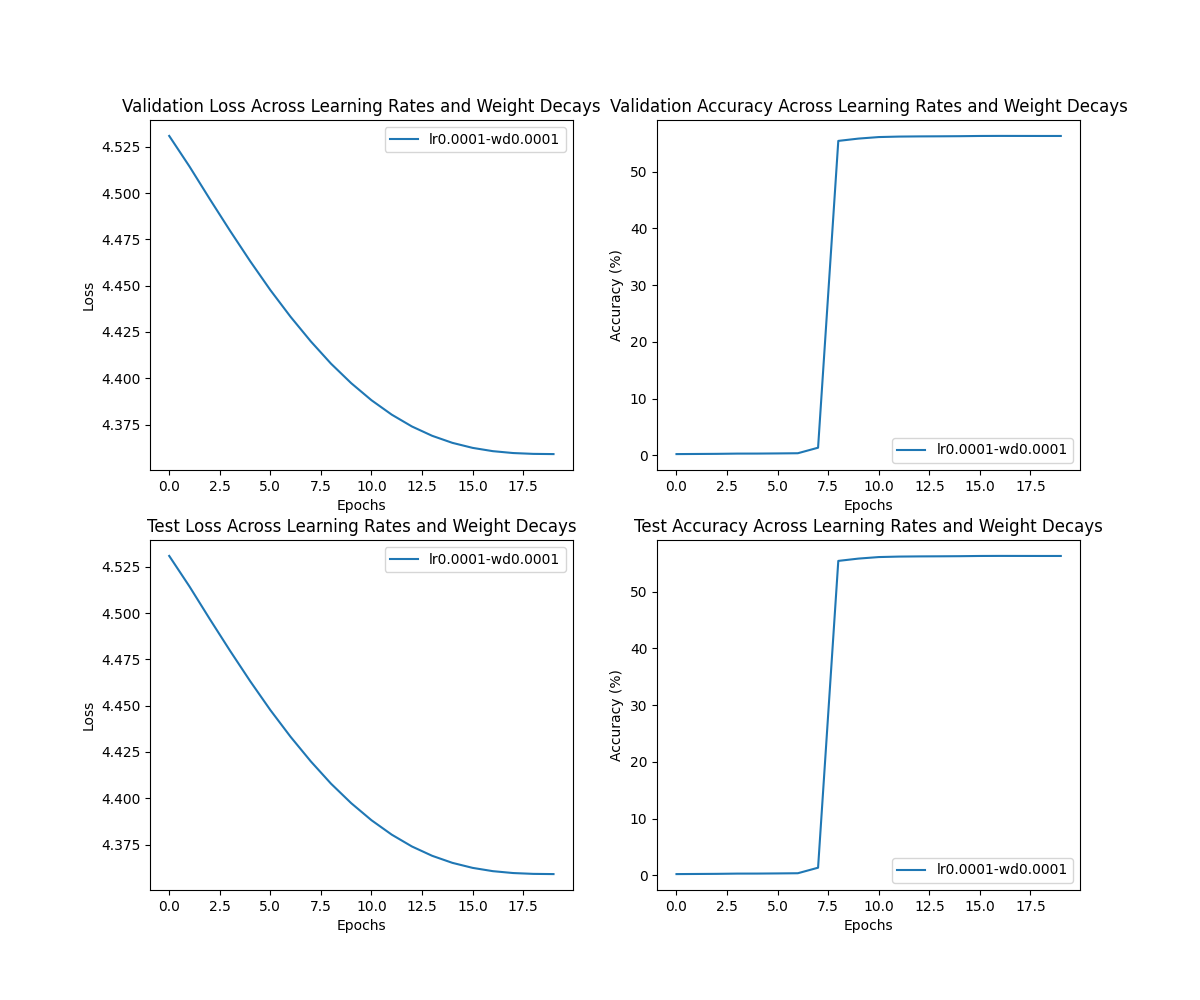 Validation Loss Across Learning Rates and Weight Decays
lr0.0001-wd0.0001
4.525
4.500
4.475
4.450
4.425
4.400
4.375
Loss
0.0 2.5 5.0 7.5 10.0 12.5 15.0 17.5
Epochs
Validation Accuracy Across Learning Rates and Weight Decays
50
40
30
20
10
0
Accuracy (%)
lr0.0001-wd0.0001
0.0 2.5 5.0 7.5 10.0 12.5 15.0 17.5
Epochs
Test Loss Across Learning Rates and Weight Decays
lr0.0001-wd0.0001
4.525
4.500
4.475
4.450
4.425
4.400
4.375
Loss
0.0 2.5 5.0 7.5 10.0 12.5 15.0 17.5
Epochs
Test Accuracy Across Learning Rates and Weight Decays
50
40
30
20
10
0
Accuracy (%)
lr0.0001-wd0.0001
0.0 2.5 5.0 7.5 10.0 12.5 15.0 17.5
Epochs